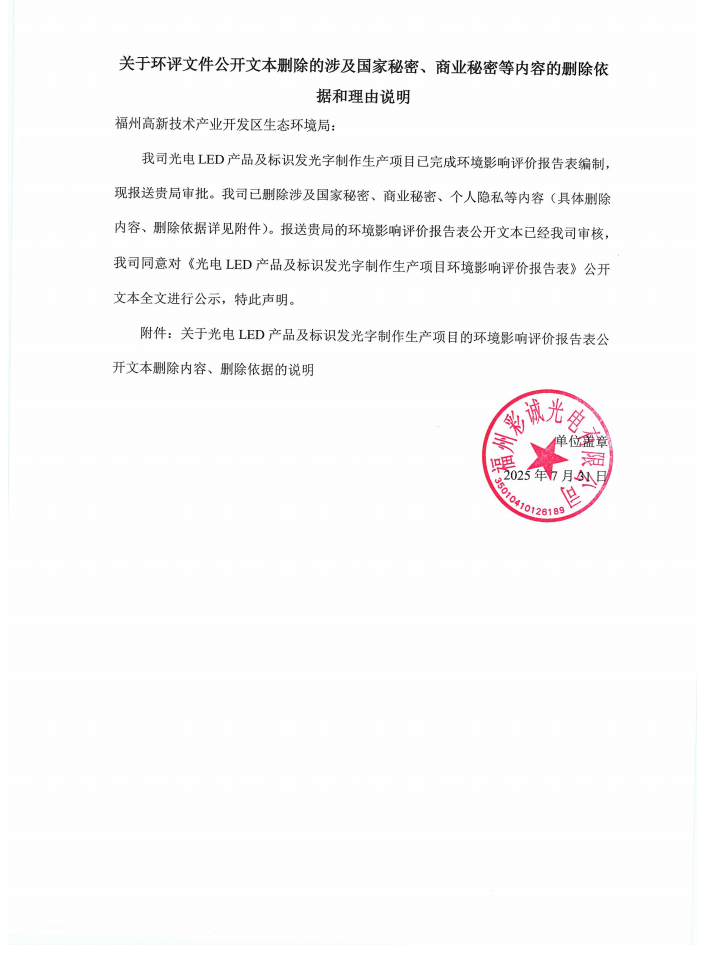 关于环评文件公开文本删除的涉及国家秘密、商业秘密等内容的删除依
据和理由说明
福州高新技术产业开发区生态环境局：
我司光电 LED 产品及标识发光字制作生产项目已完成环境影响评价报告表编制，
现报送贵局审批。我司已删除涉及国家秘密、商业秘密、个人隐私等内容（具体删除
内容、删除依据详见附件）。报送贵局的环境影响评价报告表公开文本已经我司审核，
我司同意对《光电 LED 产品及标识发光字制作生产项目环境影响评价报告表》公开
文本全文进行公示，特此声明。
附件：关于光电 LED 产品及标识发光字制作生产项目的环境影响评价报告表公
开文本删除内容、删除依据的说明
单位盖章
2025 年 7 月 31 日
福州彩诚光电有限公司
35010410126189